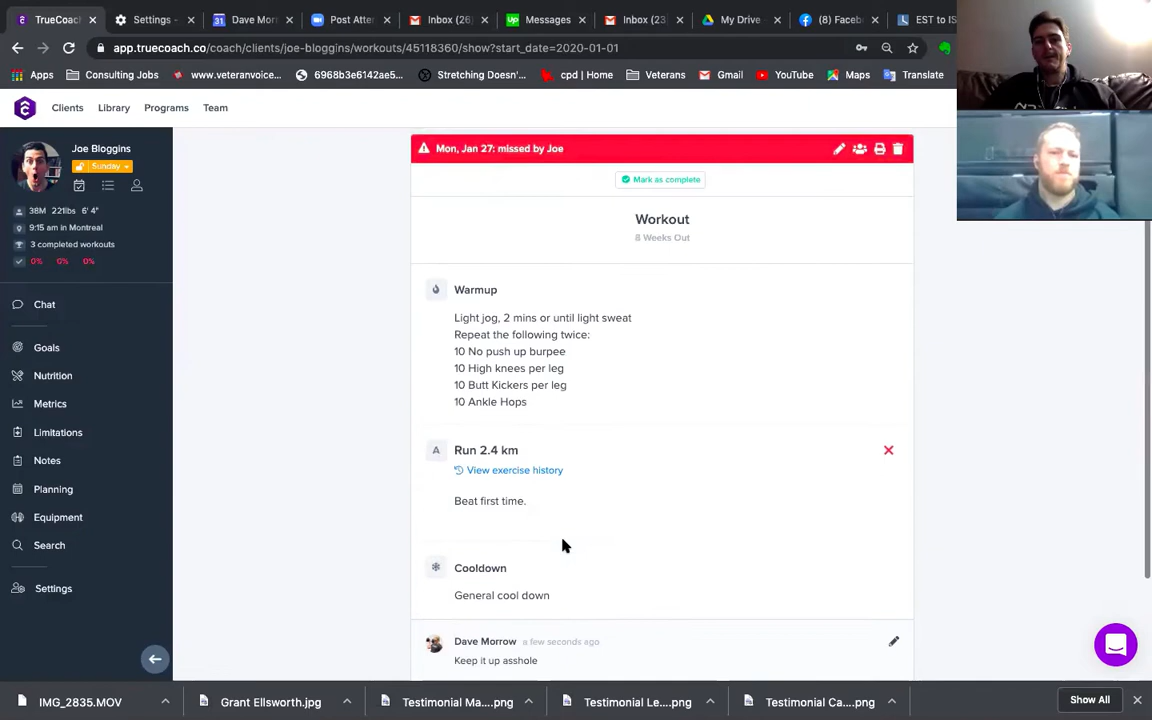 TrueCoach
Settings -
Dave Morr
Post Atter
Inbox (26)
Messages
Inbox (23
My Drive -
(8) Faceb
EST to IS
app.truecoach.co/coach/clients/joe-bloggins/workouts/45118360/show?start_date=2020-01-01
Apps
Consulting Jobs
www.veteranvoice...
6968b3e6142ae5...
Stretching Doesn'...
cpd | Home
Veterans
Gmail
YouTube
Maps
Translate
Clients
Library
Programs
Team
Joe Bloggins
Sunday
38M 221lbs 6' 4"
9:15 am in Montreal
3 completed workouts
0% 0% 0%
Chat
Goals
Nutrition
Metrics
Limitations
Notes
Planning
Equipment
Search
Settings
Mon, Jan 27: missed by Joe
Mark as complete
Workout
8 Weeks Out
Warmup
Light jog, 2 mins or until light sweat
Repeat the following twice:
10 No push up burpee
10 High knees per leg
10 Butt Kickers per leg
10 Ankle Hops
A
Run 2.4 km
View exercise history
Beat first time.
Cooldown
General cool down
Dave Morrow a few seconds ago
Keep it up asshole
IMG_2835.MOV
Grant Ellsworth.jpg
Testimonial Ma....png
Testimonial Le....png
Testimonial Ca....png
Show All